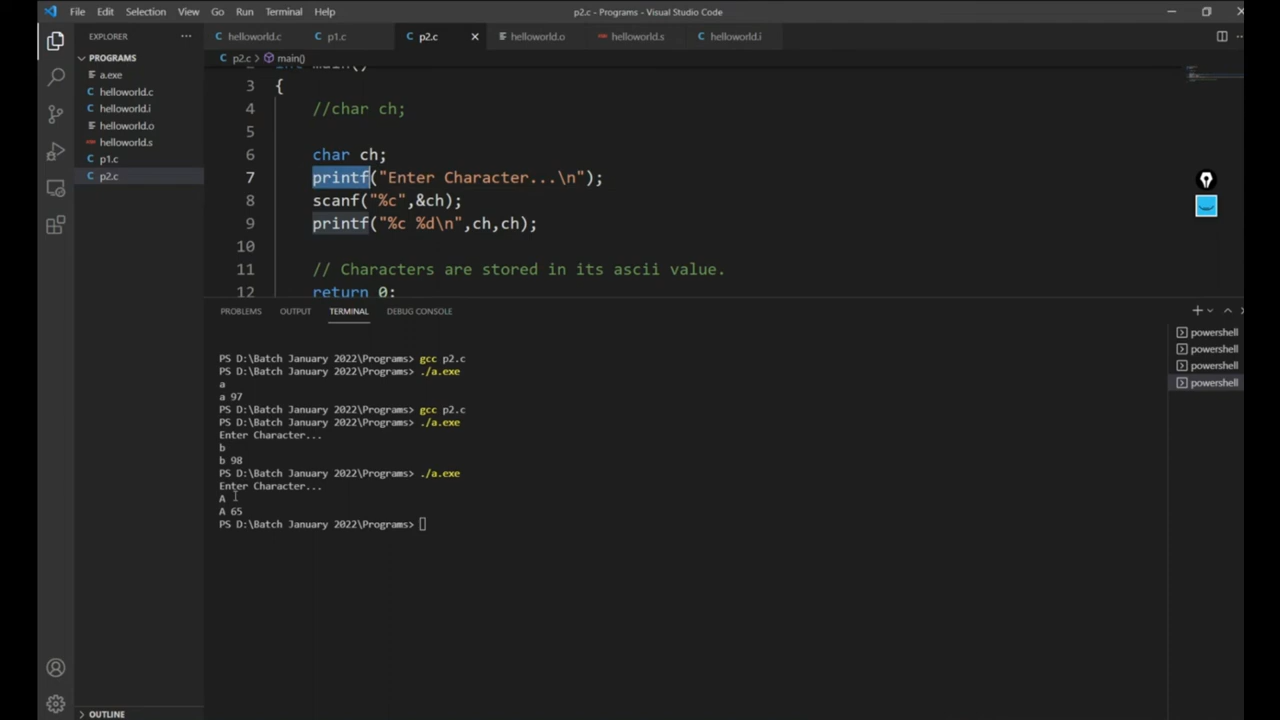 File Edit Selection View Go Run Terminal Help
p2.c - Programs - Visual Studio Code
EXPLORER
helloworld.c
p1.c
p2.c
helloworld.o
helloworld.s
helloworld.i
PROGRAMS
a.exe
helloworld.c
helloworld.i
helloworld.o
helloworld.s
p1.c
p2.c
OUTLINE
p2.c > main()
2 int main()
3 {
4 //char ch;
5
6 char ch;
7 printf("Enter Character...\n");
8 scanf("%c",&ch);
9 printf("%c %d\n",ch,ch);
10
11 // Characters are stored in its ascii value.
12 return 0;
PROBLEMS OUTPUT TERMINAL DEBUG CONSOLE
PS D:\Batch January 2022\Programs> gcc p2.c
PS D:\Batch January 2022\Programs> ./a.exe
a
a 97
PS D:\Batch January 2022\Programs> gcc p2.c
PS D:\Batch January 2022\Programs> ./a.exe
Enter Character...
b
b 98
PS D:\Batch January 2022\Programs> ./a.exe
Enter Character...
A
A 65
PS D:\Batch January 2022\Programs>
powershell
powershell
powershell
powershell